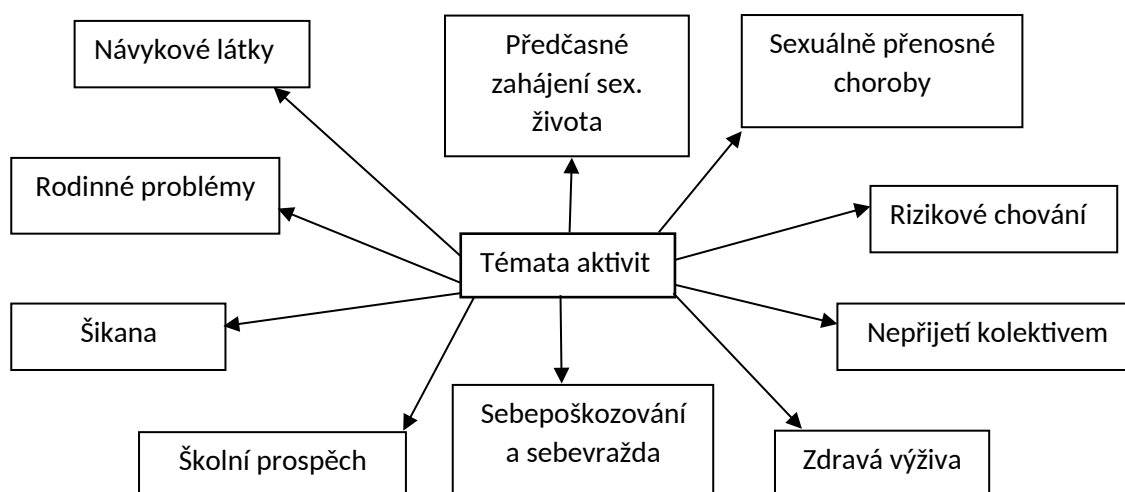 Návykové látky
Předčasné
zahájení sex.
života
Sexuálně přenosné
choroby
Rodinné problémy
Rizikové chování
Témata aktivit
Šikana
Nepřijetí kolektivem
Školní prospěch
Sebepoškozování
a sebevražda
Zdravá výživa